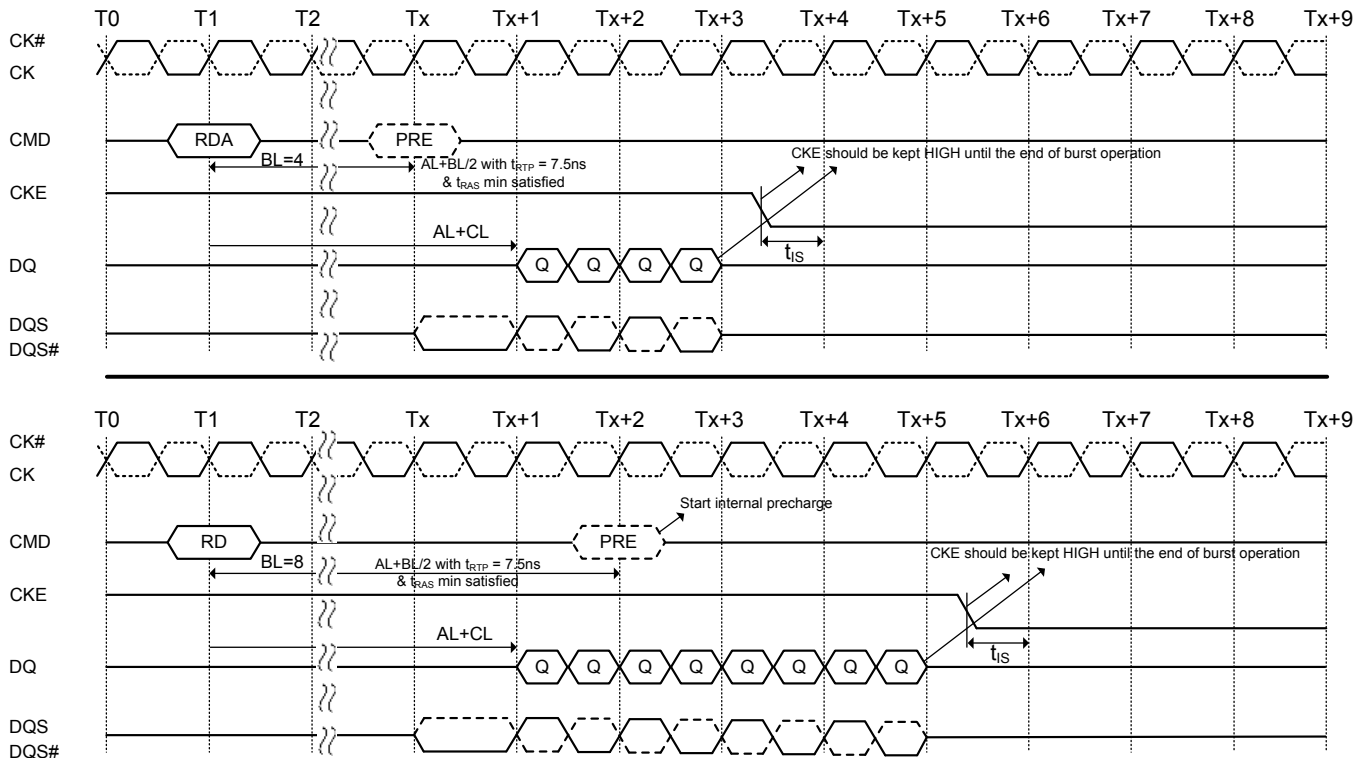 T0 T1 T2 Tx Tx+1 Tx+2 Tx+3 Tx+4 Tx+5 Tx+6 Tx+7 Tx+8 Tx+9
CK#
CK
CMD RDA PRE
BL=4 AL+BL/2 with tRTP = 7.5ns
& tRAS min satisfied
CKE should be kept HIGH until the end of burst operation
CKE
AL+CL
tIS
DQ Q Q Q Q
DQS
DQS#
T0 T1 T2 Tx Tx+1 Tx+2 Tx+3 Tx+4 Tx+5 Tx+6 Tx+7 Tx+8 Tx+9
CK#
CK
Start internal precharge
CMD RD PRE
CKE should be kept HIGH until the end of burst operation
BL=8 AL+BL/2 with tRTP = 7.5ns
& tRAS min satisfied
CKE
AL+CL
tIS
DQ Q Q Q Q Q Q Q Q
DQS
DQS#